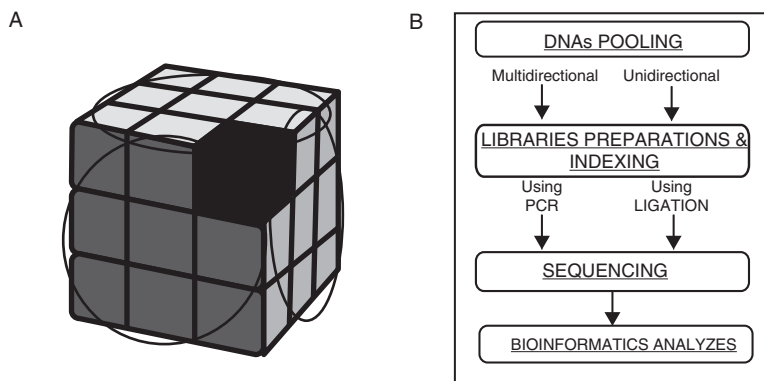 A
B
DNAs POOLING
Multidirectional Unidirectional
LIBRARIES PREPARATIONS &
INDEXING
Using Using
PCR LIGATION
SEQUENCING
BIOINFORMATICS ANALYZES